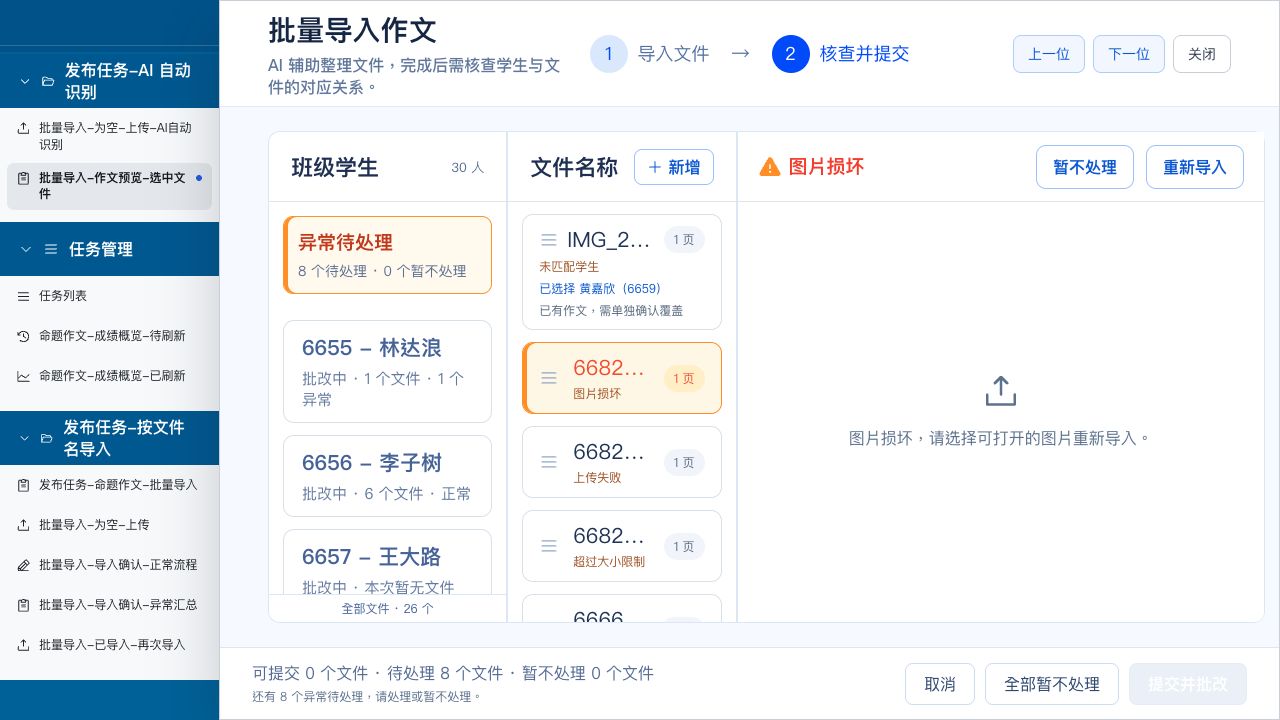 发布任务–AI 自动
识别
批量导入–为空–上传–AI自动
识别
批量导入–作文预览–选中文
件
任务管理
任务列表
命题作文–成绩概览–待刷新
命题作文–成绩概览–已刷新
发布任务–按文件
名导入
发布任务–命题作文–批量导入
批量导入–为空–上传
批量导入–导入确认–正常流程
批量导入–导入确认–异常汇总
批量导入–已导入–再次导入
批量导入作文
AI 辅助整理文件，完成后需核查学生与文
件的对应关系。
1 导入文件 → 2 核查并提交
上一位 下一位 关闭
班级学生 30 人
异常待处理
8 个待处理 · 0 个暂不处理
6655 – 林达浪
批改中 · 1 个文件 · 1 个
异常
6656 – 李子树
批改中 · 6 个文件 · 正常
6657 – 王大路
批改中 · 本次暂无文件
全部文件 · 26 个
文件名称 + 新增
IMG_2... 1 页
未匹配学生
已选择 黄嘉欣（6659）
已有作文，需单独确认覆盖
6682... 1 页
图片损坏
6682... 1 页
上传失败
6682... 1 页
超过大小限制
6666...
图片损坏 暂不处理 重新导入
图片损坏，请选择可打开的图片重新导入。
可提交 0 个文件 · 待处理 8 个文件 · 暂不处理 0 个文件
还有 8 个异常待处理，请处理或暂不处理。
取消 全部暂不处理 提交并批改